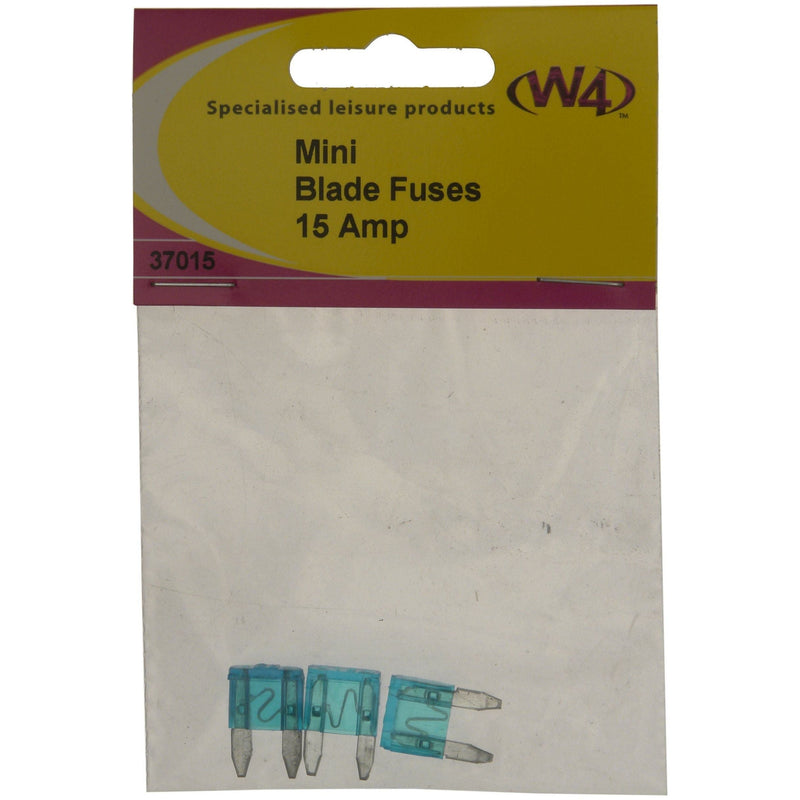 Specialised leisure products
W4
TM
Mini
Blade Fuses
15 Amp
37015